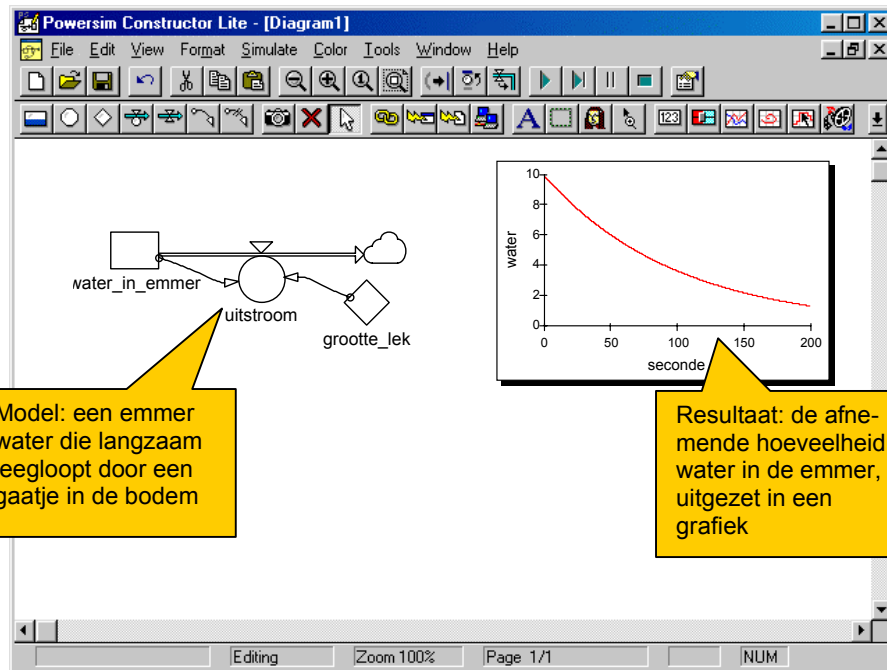 Powersim Constructor Lite - [Diagram1]
File Edit View Format Simulate Color Tools Window Help
A 123
water_in_emmer
uitstroom
grootte_lek
10
8
6
4
2
0
water
0 50 100 150 200
seconde
Model: een emmer
water die langzaam
leegloopt door een
gaatje in de bodem
Resultaat: de afne-
mende hoeveelheid
water in de emmer,
uitgezet in een
grafiek
Editing Zoom 100% Page 1/1 NUM